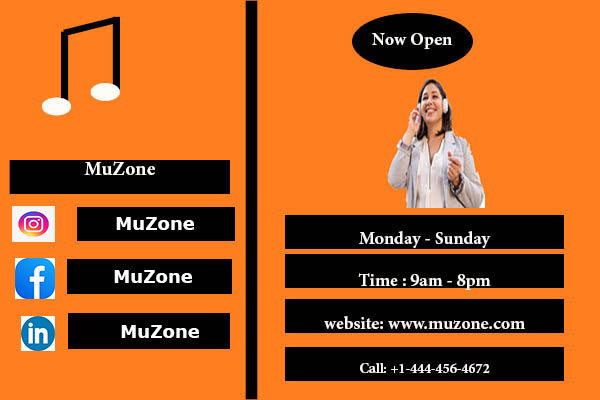 MuZone
MuZone
MuZone
MuZone
Now Open
Monday - Sunday
Time : 9am - 8pm
website: www.muzone.com
Call: +1-444-456-4672